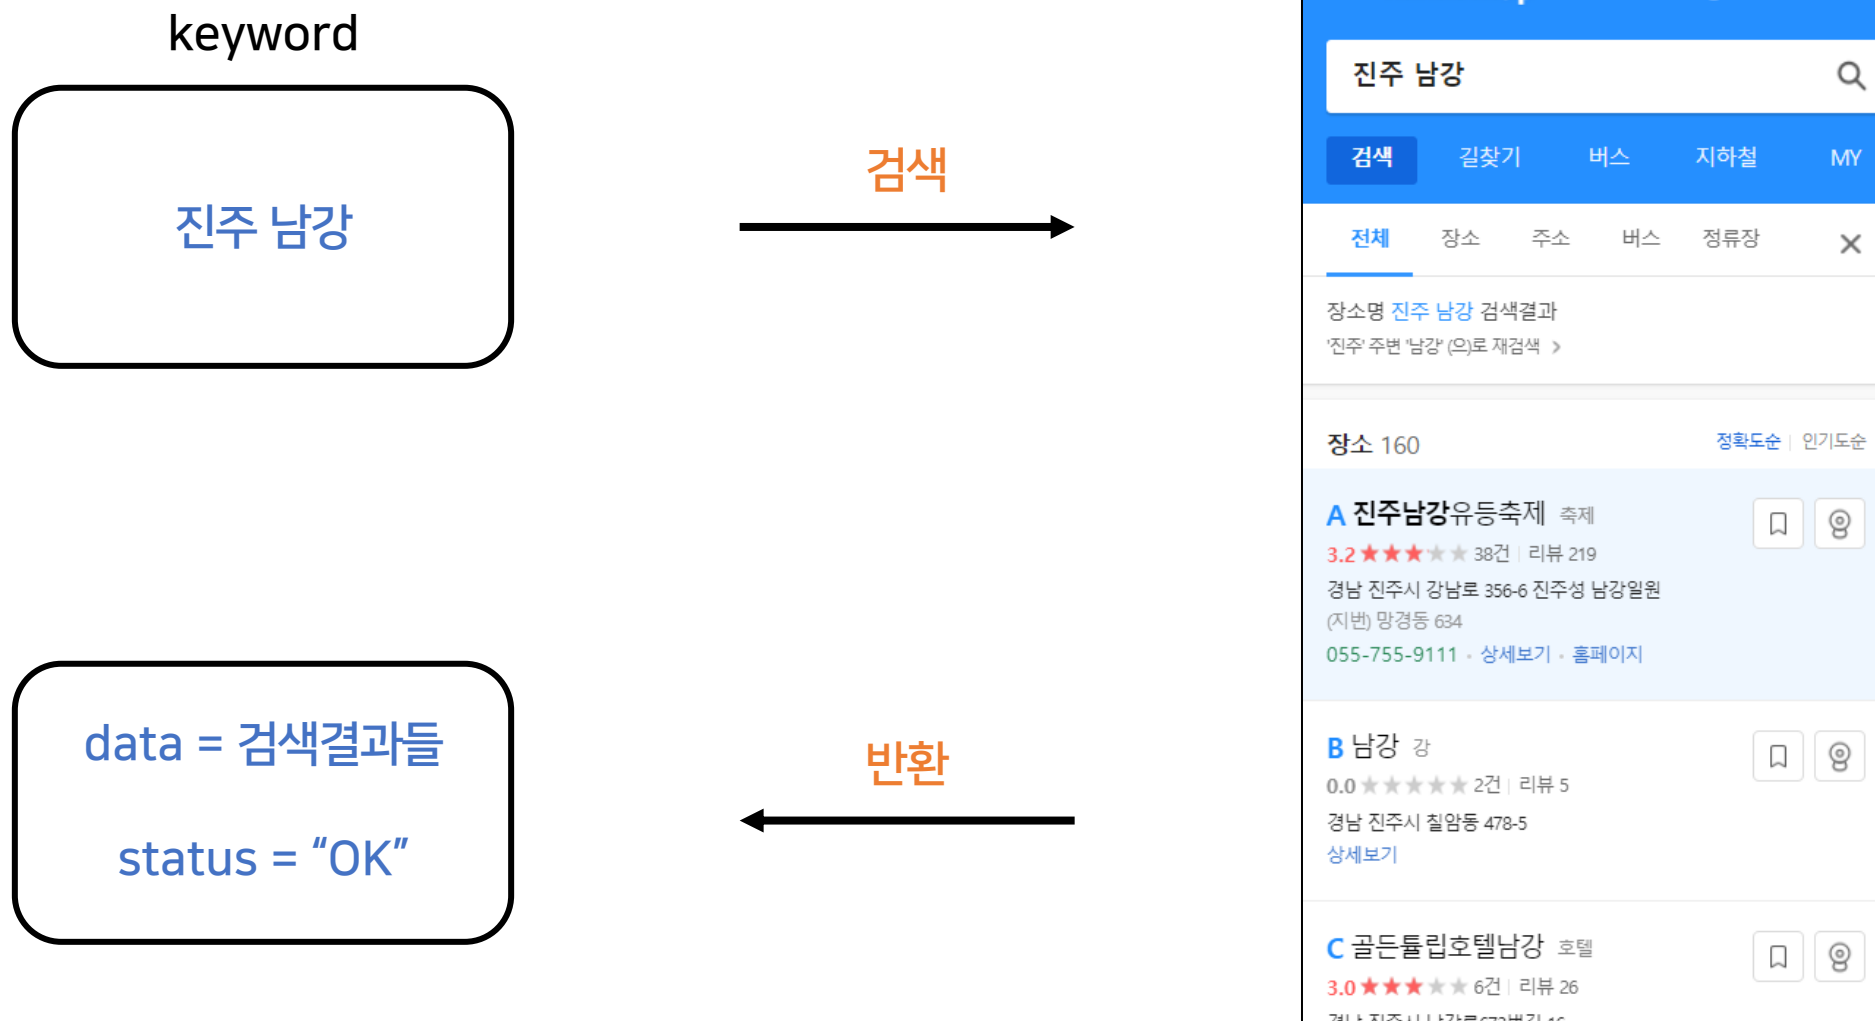 keyword
진주 남강
검색
data = 검색결과들
status = “OK”
반환
진주 남강
검색 길찾기 버스 지하철 MY
전체 장소 주소 버스 정류장
장소명 진주 남강 검색결과
'진주' 주변 '남강' (으)로 재검색 >
장소 160 정확도순 | 인기도순
A 진주남강유등축제 축제
3.2 ★★★★★ 38건 | 리뷰 219
경남 진주시 강남로 356-6 진주성 남강일원
(지번) 망경동 634
055-755-9111 · 상세보기 · 홈페이지
B 남강 강
0.0 ★★★★★ 2건 | 리뷰 5
경남 진주시 칠암동 478-5
상세보기
C 골든튤립호텔남강 호텔
3.0 ★★★★★ 6건 | 리뷰 26
경남 진주시